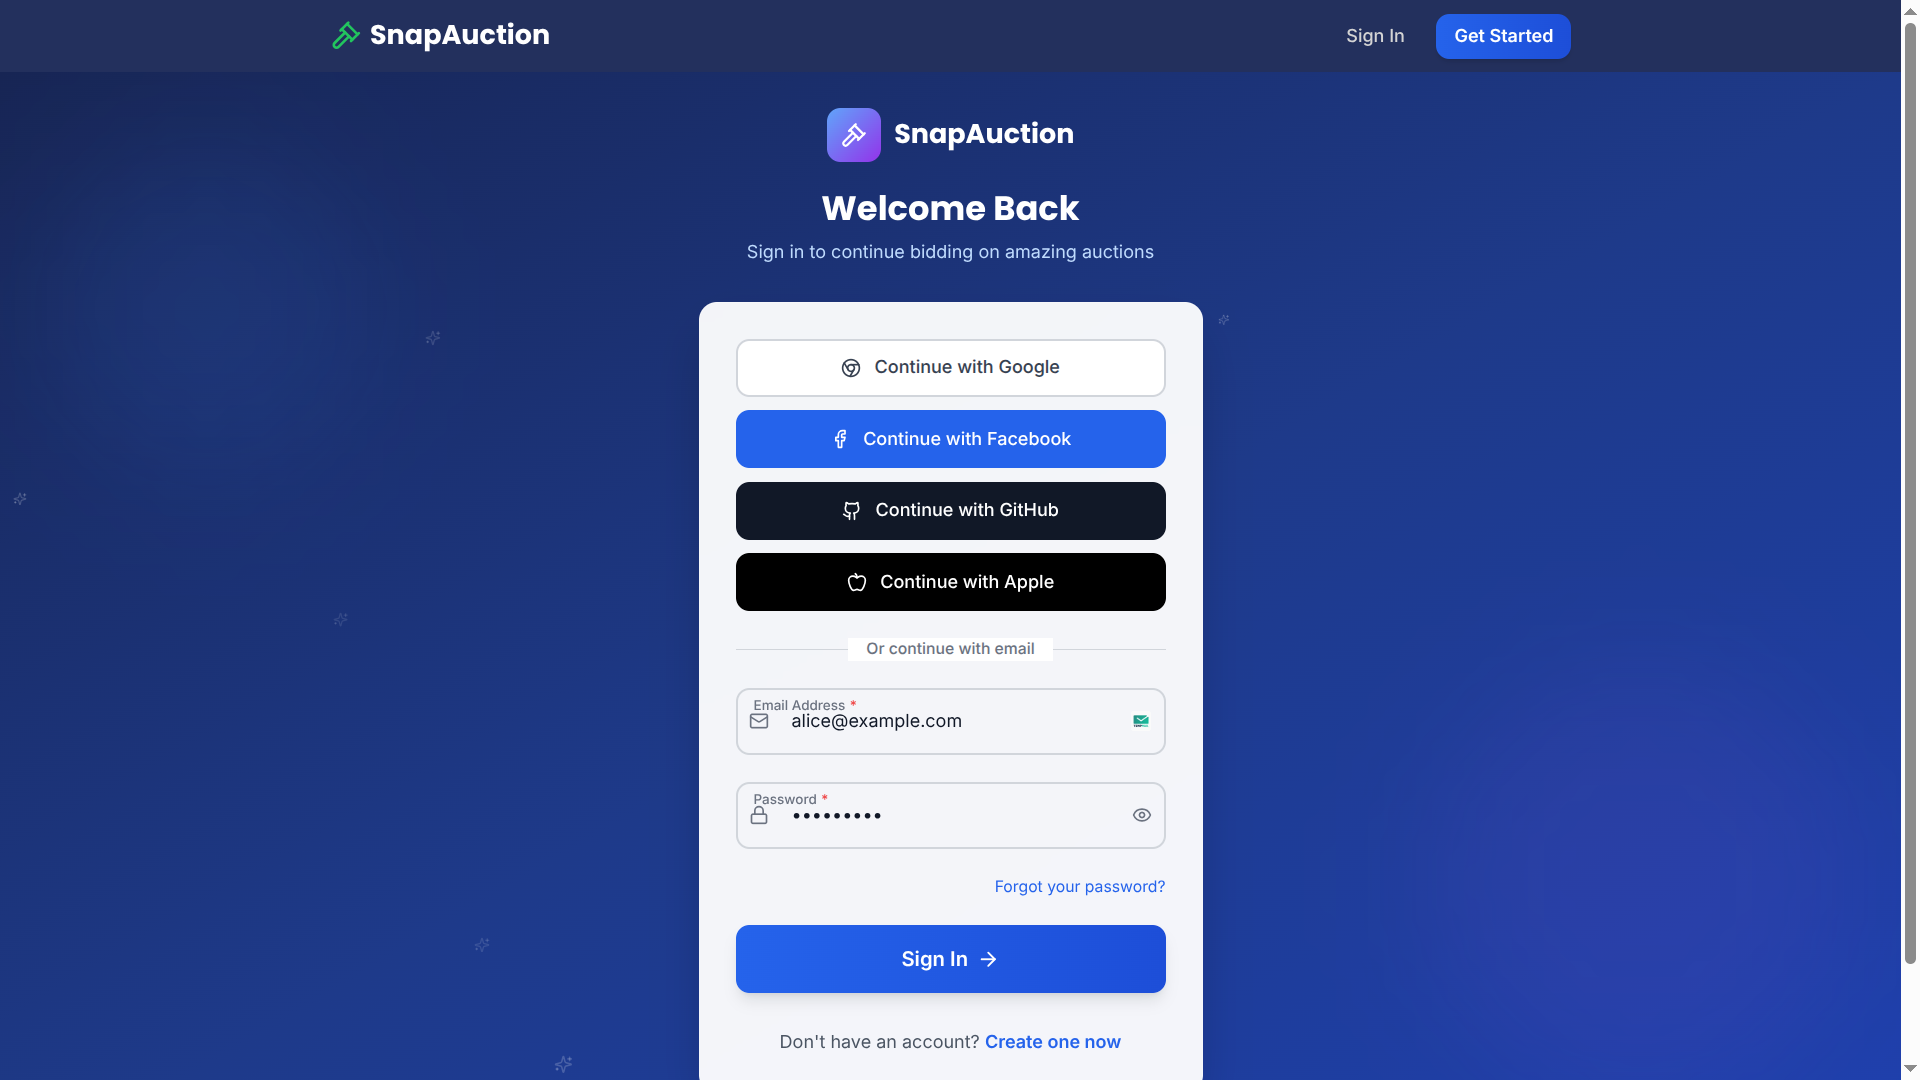 SnapAuction
Sign In
Get Started
SnapAuction
Welcome Back
Sign in to continue bidding on amazing auctions
Continue with Google
Continue with Facebook
Continue with GitHub
Continue with Apple
Or continue with email
Email Address *
alice@example.com
Password *
•••••••••
Forgot your password?
Sign In →
Don't have an account? Create one now